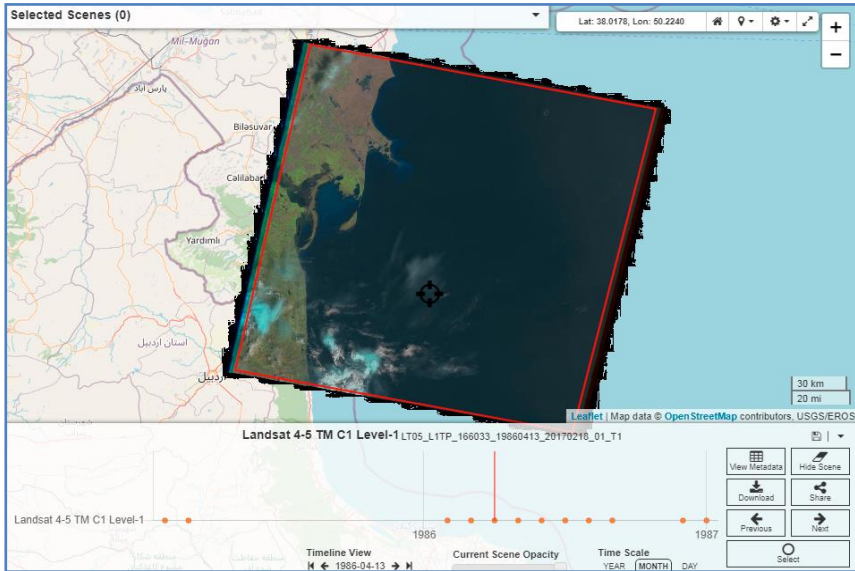 Selected Scenes (0)
Lat: 38.0178, Lon: 50.2240
+
−
Mil-Muğan
پارس آباد
Biləsuvar
Cəlilabad
Yardımlı
استان اردبیل
اردبیل
30 km
20 mi
Leaflet | Map data © OpenStreetMap contributors, USGS/EROS
Landsat 4-5 TM C1 Level-1 LT05_L1TP_166033_19860413_20170218_01_T1
View Metadata
Hide Scene
Download
Share
Landsat 4-5 TM C1 Level-1
1986
1987
Previous
Next
Timeline View
Current Scene Opacity
Time Scale
1986-04-13
YEAR MONTH DAY
Select